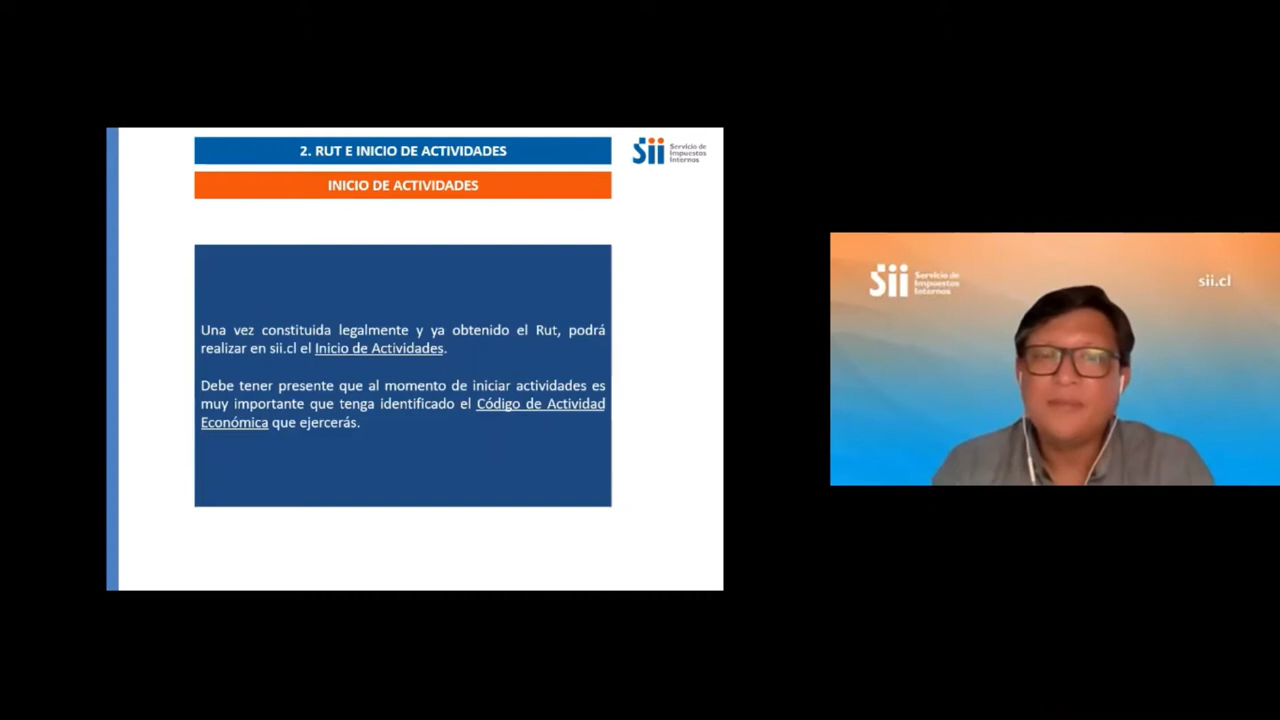 2. RUT E INICIO DE ACTIVIDADES
sii Servicio de
Impuestos
Internos
INICIO DE ACTIVIDADES
Una vez constituida legalmente y ya obtenido el Rut, podrá
realizar en sii.cl el Inicio de Actividades.
Debe tener presente que al momento de iniciar actividades es
muy importante que tenga identificado el Código de Actividad
Económica que ejercerás.
sii Servicio de
Impuestos
Internos
sii.cl